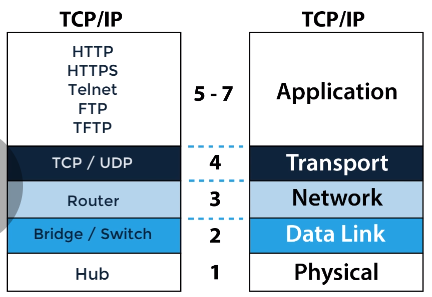 TCP/IP
TCP/IP
HTTP
HTTPS
Telnet
FTP
TFTP
5 - 7
Application
TCP / UDP
4
Transport
Router
3
Network
Bridge / Switch
2
Data Link
Hub
1
Physical